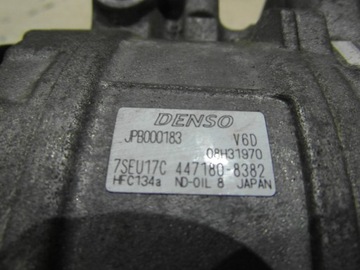 DENSO
JPB000183 V6D
08H31970
7SEU17C 447180-8382
HFC134a ND-OIL 8 JAPAN